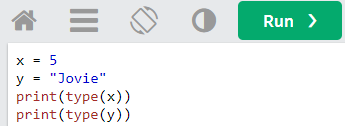 Run
x = 5
y = "Jovie"
print(type(x))
print(type(y))